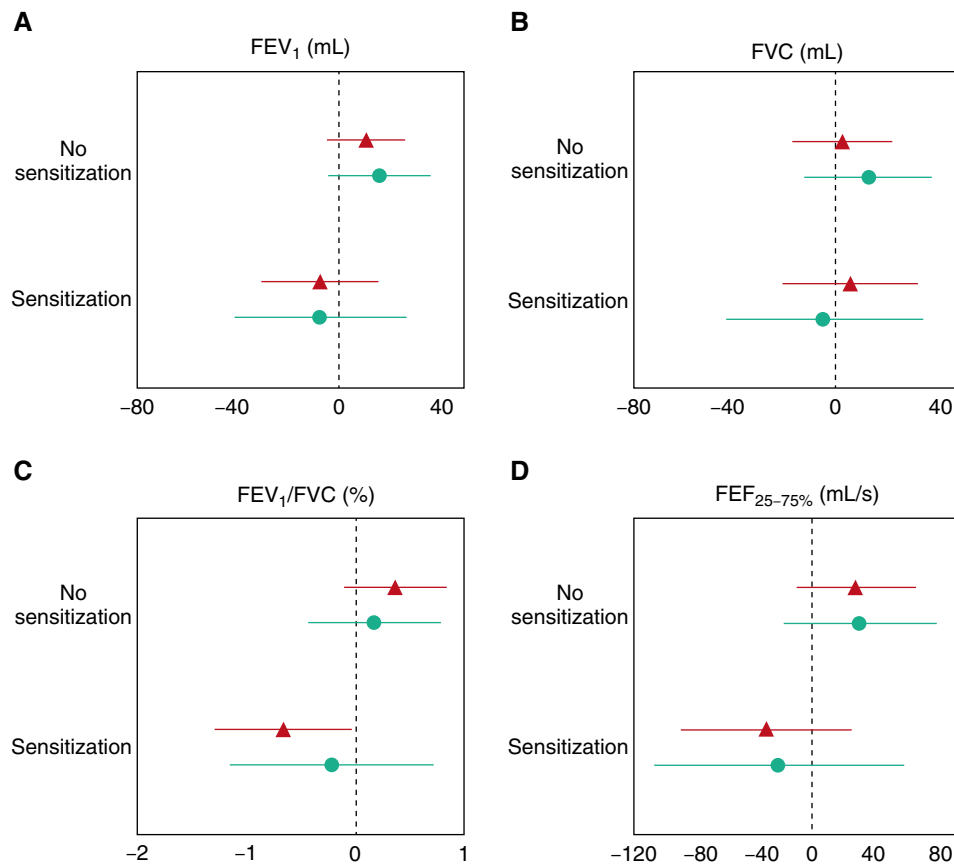 A
FEV₁ (mL)
No
sensitization
Sensitization
−80 −40 0 40
B
FVC (mL)
No
sensitization
Sensitization
−80 −40 0 40
C
FEV₁/FVC (%)
No
sensitization
Sensitization
−2 −1 0 1
D
FEF₂₅₋₇₅% (mL/s)
No
sensitization
Sensitization
−120 −80 −40 0 40 80